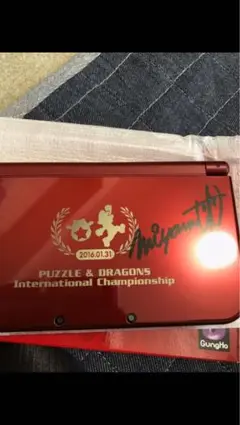 2016.01.31
PUZZLE & DRAGONS
International Championship
GungHo